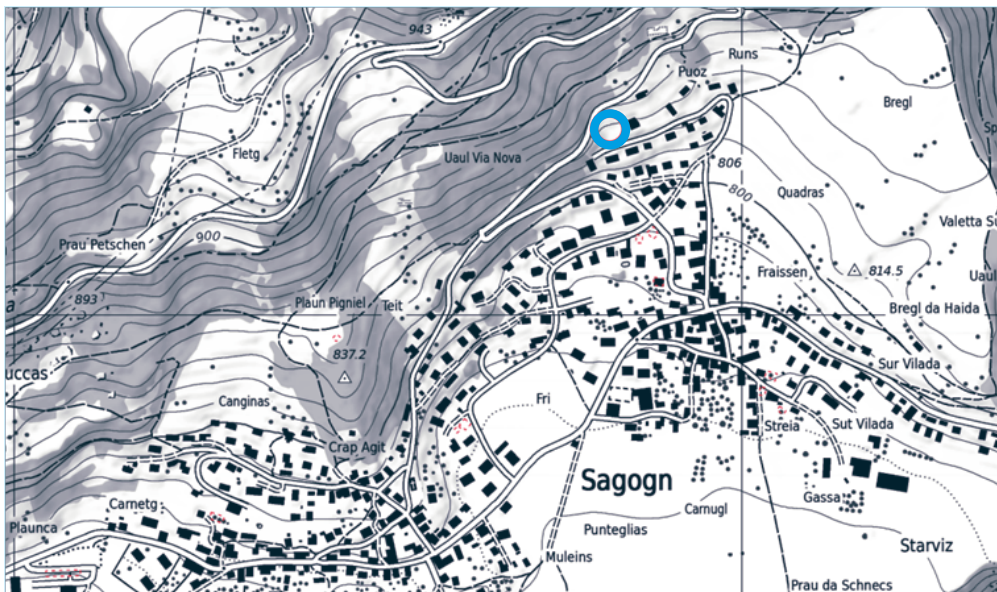 943
Runs
Puoz
Bregl
Sp
Fletg
Uaul Via Nova
806
800
Quadras
Prau Petschen
900
Valetta Su
Fraissen
814.5
Uaul
893
Plaun Pigniel
Teit
Bregl da Haida
a
837.2
Sur Vilada
uccas
Canginas
Fri
Streia
Sut Vilada
Crap Agit
Sagogn
Carnetg
Gassa
Carnugl
Plaunca
Punteglias
Starviz
Muleins
Prau da Schnecs